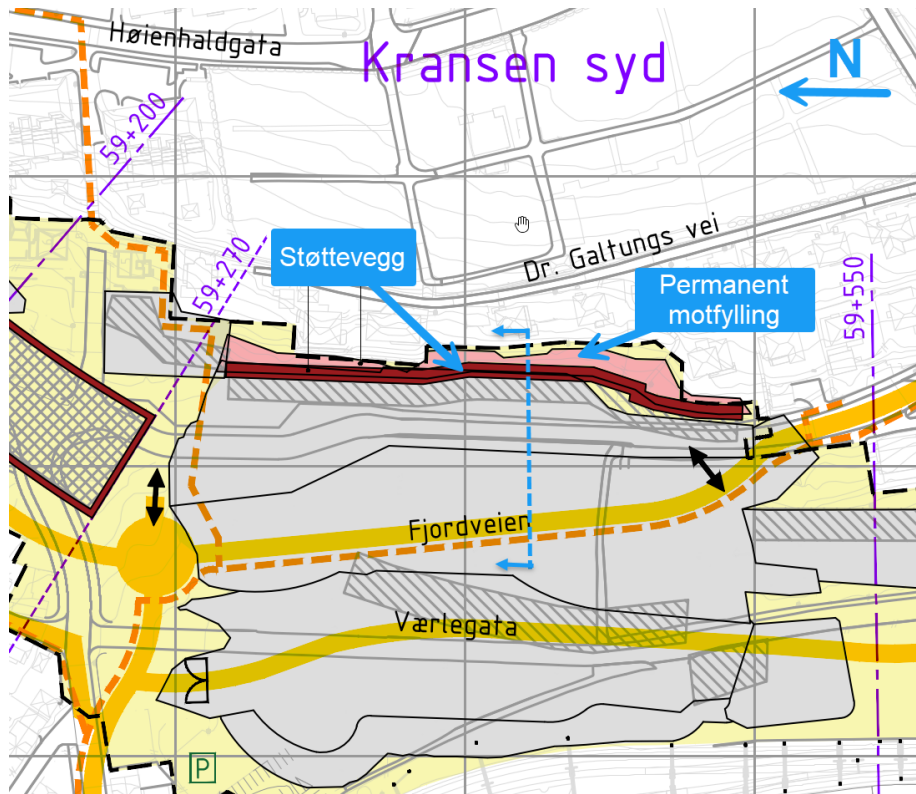 Høienhaldgata
Kransen syd
N
59+200
Dr. Galtungs vei
59+270
Støttevegg
Permanent
motfylling
59+550
Fjordveien
Værlegata
P